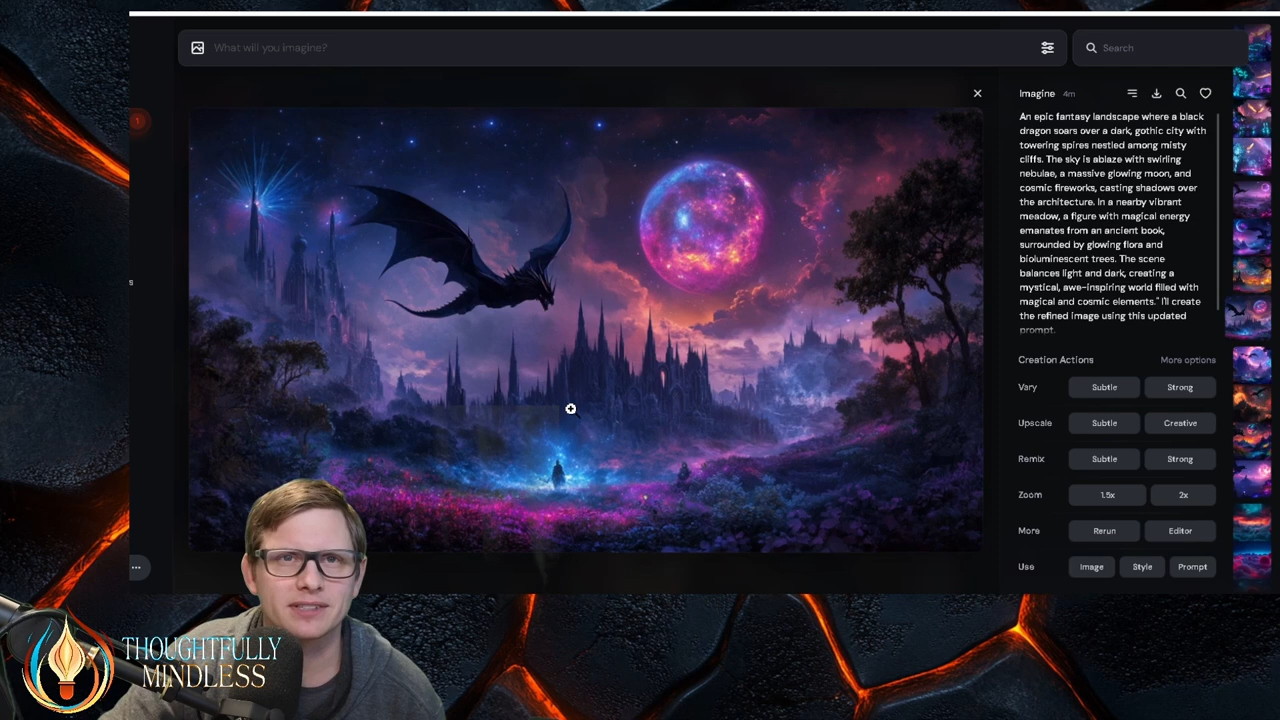 What will you imagine?
Search
Imagine 4m
1
An epic fantasy landscape where a black
dragon soars over a dark, gothic city with
towering spires nestled among misty
cliffs. The sky is ablaze with swirling
nebulae, a massive glowing moon, and
cosmic fireworks, casting shadows over
the architecture. In a nearby vibrant
meadow, a figure with magical energy
emanates from an ancient book,
surrounded by glowing flora and
bioluminescent trees. The scene
balances light and dark, creating a
mystical, awe-inspiring world filled with
magical and cosmic elements." I'll create
the refined image using this updated
prompt.
s
Creation Actions More options
Vary Subtle Strong
Upscale Subtle Creative
Remix Subtle Strong
Zoom 1.5x 2x
More Rerun Editor
Use Image Style Prompt
THOUGHTFULLY
MINDLESS